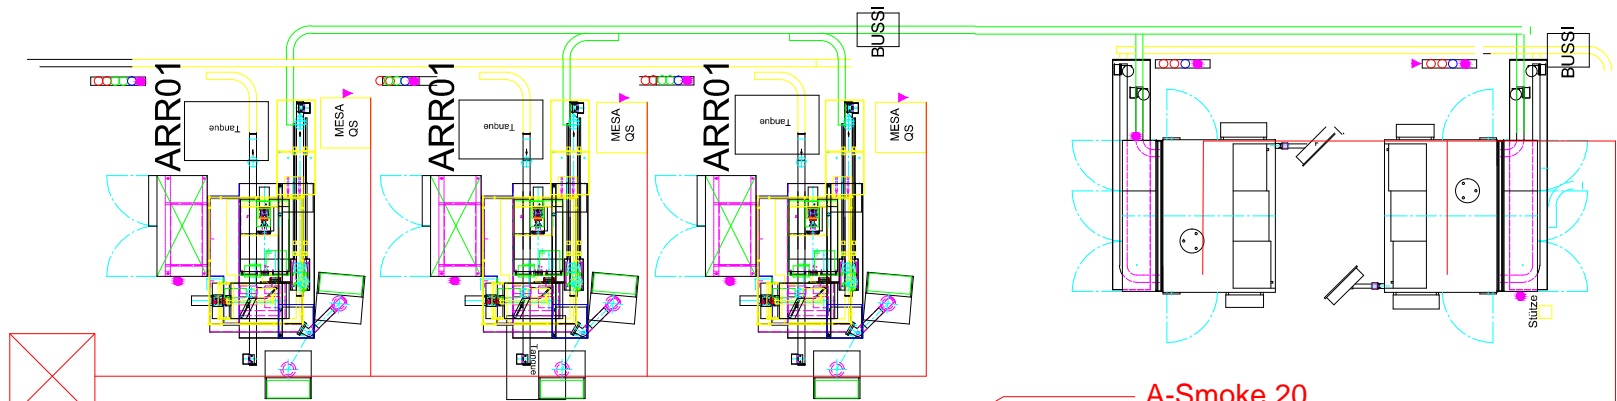 BUSSI
BUSSI
ARR01
ARR01
ARR01
Tanque
MESA
QS
Tanque
MESA
QS
Tanque
MESA
QS
Stütze
Tanque
A-Smoke 20